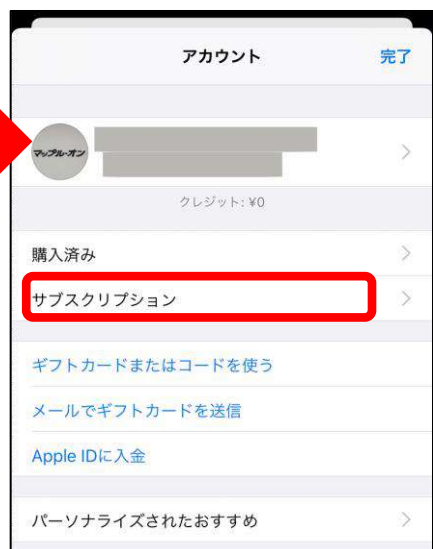 アカウント
完了
マップル・オン
クレジット: ¥0
購入済み
サブスクリプション
ギフトカードまたはコードを使う
メールでギフトカードを送信
Apple IDに入金
パーソナライズされたおすすめ